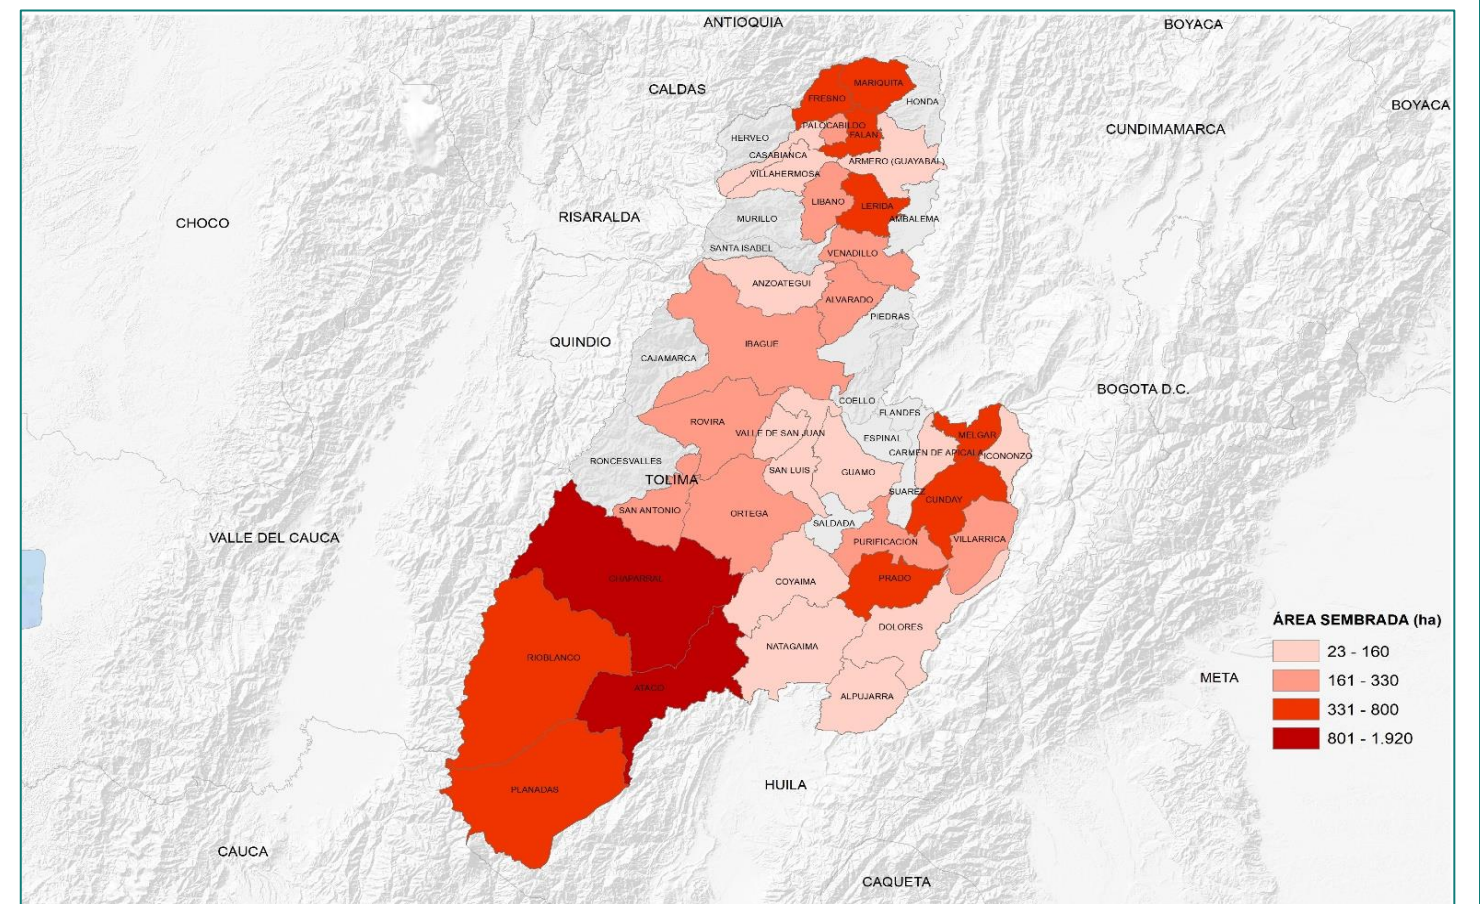 ANTIOQUIA
BOYACA
CALDAS
MARIQUITA
FRESNO
HONDA
BOYACA
PALOCABILDO
CUNDIMAMARCA
FALAN
HERVEO
CASABIANCA
ARMERO (GUAYABAL)
VILLAHERMOSA
LIBANO
LERIDA
RISARALDA
MURILLO
AMBALEMA
CHOCO
SANTA ISABEL
VENADILLO
ANZOATEGUI
ALVARADO
PIEDRAS
QUINDIO
IBAGUE
CAJAMARCA
BOGOTA D.C.
COELLO
FLANDES
ROVIRA
VALLE DE SAN JUAN
ESPINAL
MELGAR
CARMEN DE APICALA
ICONONZO
RONCESVALLES
SAN LUIS
GUAMO
TOLIMA
SUAREZ
CUNDAY
SAN ANTONIO
ORTEGA
SALDADA
VALLE DEL CAUCA
PURIFICACION
VILLARRICA
CHAPARRAL
COYAIMA
PRADO
ÁREA SEMBRADA (ha)
DOLORES
NATAGAIMA
23 - 160
RIOBLANCO
META
161 - 330
ATACO
ALPUJARRA
331 - 800
801 - 1.920
HUILA
PLANADAS
CAUCA
CAQUETA